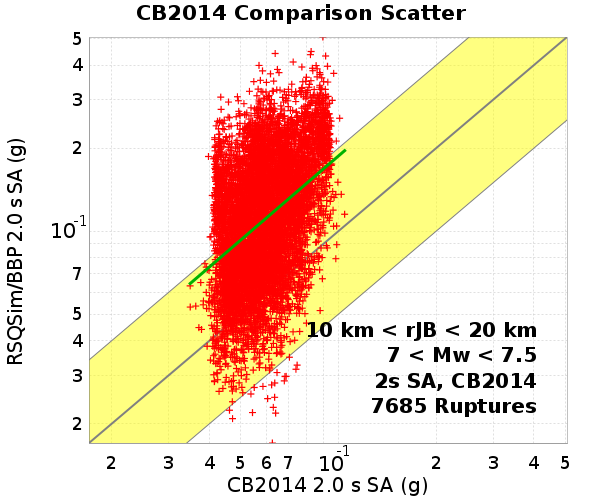 CB2014 Comparison Scatter
RSQSim/BBP 2.0 s SA (g)
5
4
3
2
10-1
7
5
4
3
2
10 km < rJB < 20 km
7 < Mw < 7.5
2s SA, CB2014
7685 Ruptures
2 3 4 5 6 7 10-1 2 3 4 5
CB2014 2.0 s SA (g)